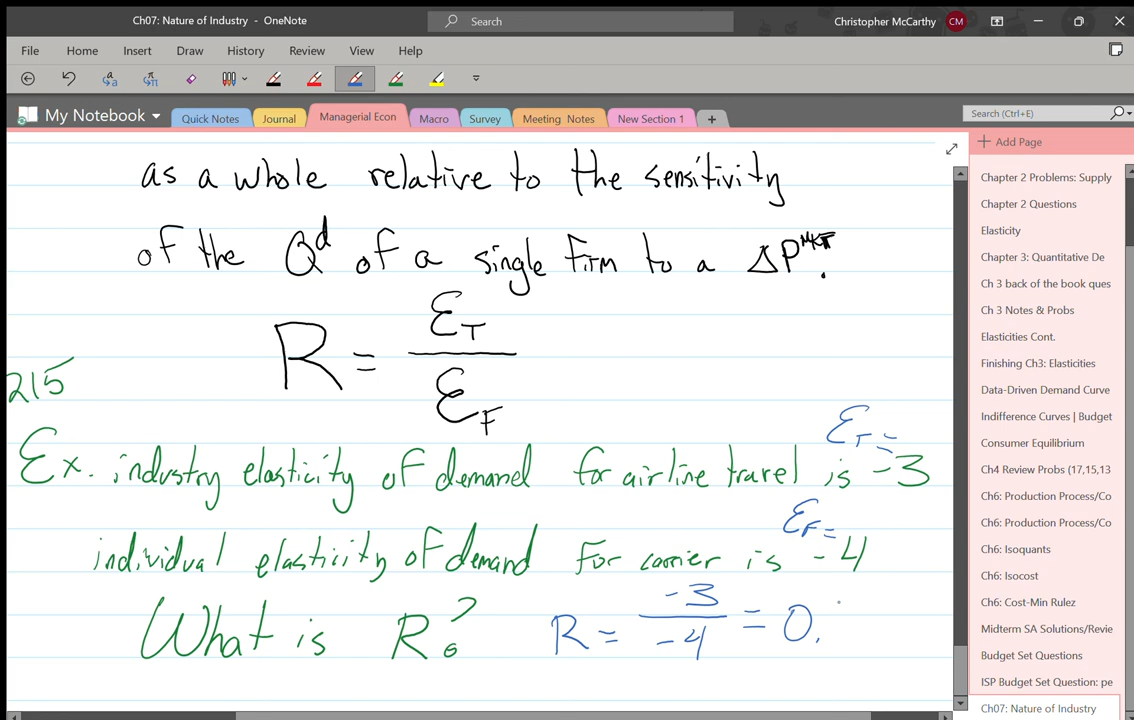 Ch07: Nature of Industry - OneNote
Search
Christopher McCarthy
CM
File Home Insert Draw History Review View Help
My Notebook
Quick Notes
Journal
Managerial Econ
Macro
Survey
Meeting Notes
New Section 1
Search (Ctrl+E)
Add Page
Chapter 2 Problems: Supply
Chapter 2 Questions
Elasticity
Chapter 3: Quantitative De
Ch 3 back of the book ques
Ch 3 Notes & Probs
Elasticities Cont.
Finishing Ch3: Elasticities
Data-Driven Demand Curve
Indifference Curves | Budget
Consumer Equilibrium
Ch4 Review Probs (17,15,13
Ch6: Production Process/Co
Ch6: Production Process/Co
Ch6: Isoquants
Ch6: Isocost
Ch6: Cost-Min Rulez
Midterm SA Solutions/Revie
Budget Set Questions
ISP Budget Set Question: pe
Ch07: Nature of Industry
as a whole relative to the sensitivity
of the Q^d of a single firm to a ΔP^MKT.
R = E_T / E_F
215
E_T =
Ex. industry elasticity of demand for airline travel is -3
E_F =
individual elasticity of demand for carrier is -4
What is R? R = -3 / -4 = 0.